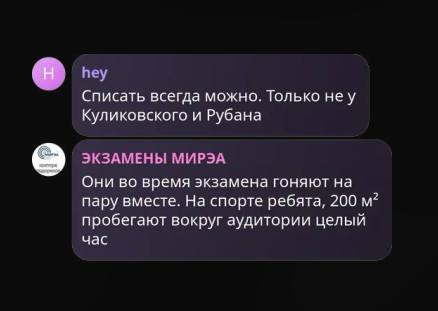 H
hey
Списать всегда можно. Только не у
Куликовского и Рубана
ЭКЗАМЕНЫ МИРЭА
Они во время экзамена гоняют на
пару вместе. На спорте ребята, 200 м²
пробегают вокруг аудитории целый
час